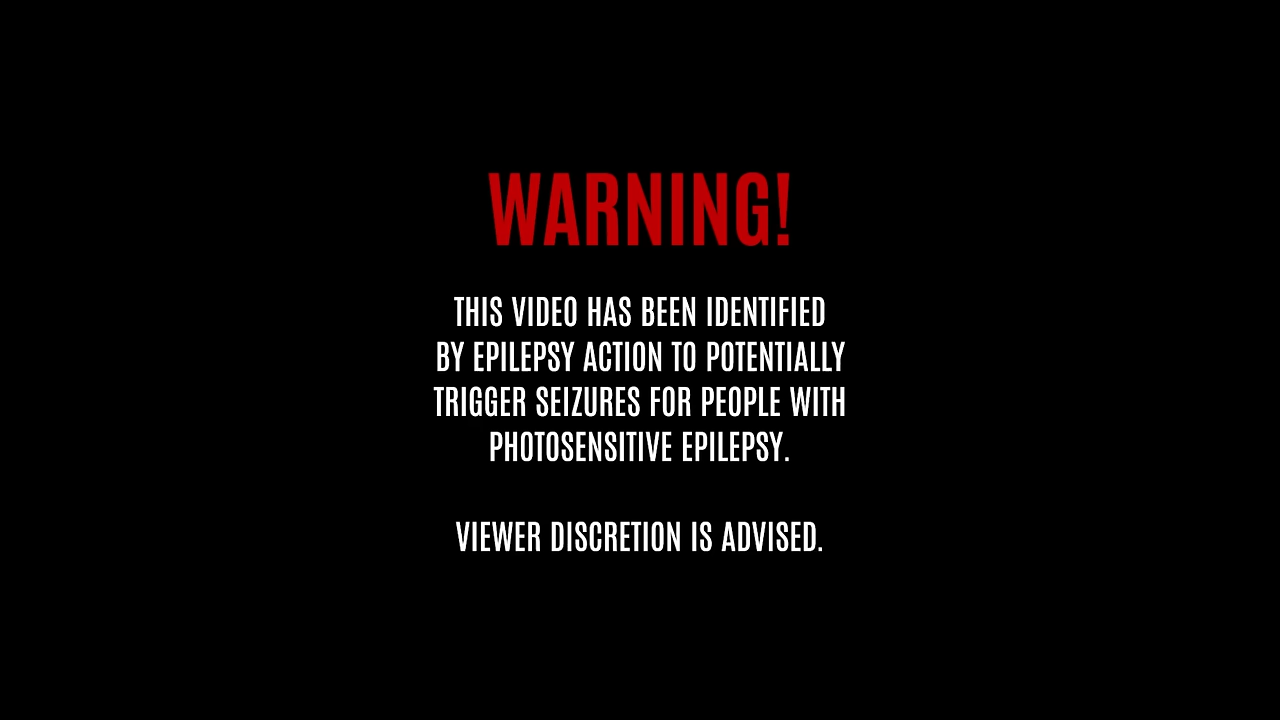 WARNING!
THIS VIDEO HAS BEEN IDENTIFIED
BY EPILEPSY ACTION TO POTENTIALLY
TRIGGER SEIZURES FOR PEOPLE WITH
PHOTOSENSITIVE EPILEPSY.
VIEWER DISCRETION IS ADVISED.